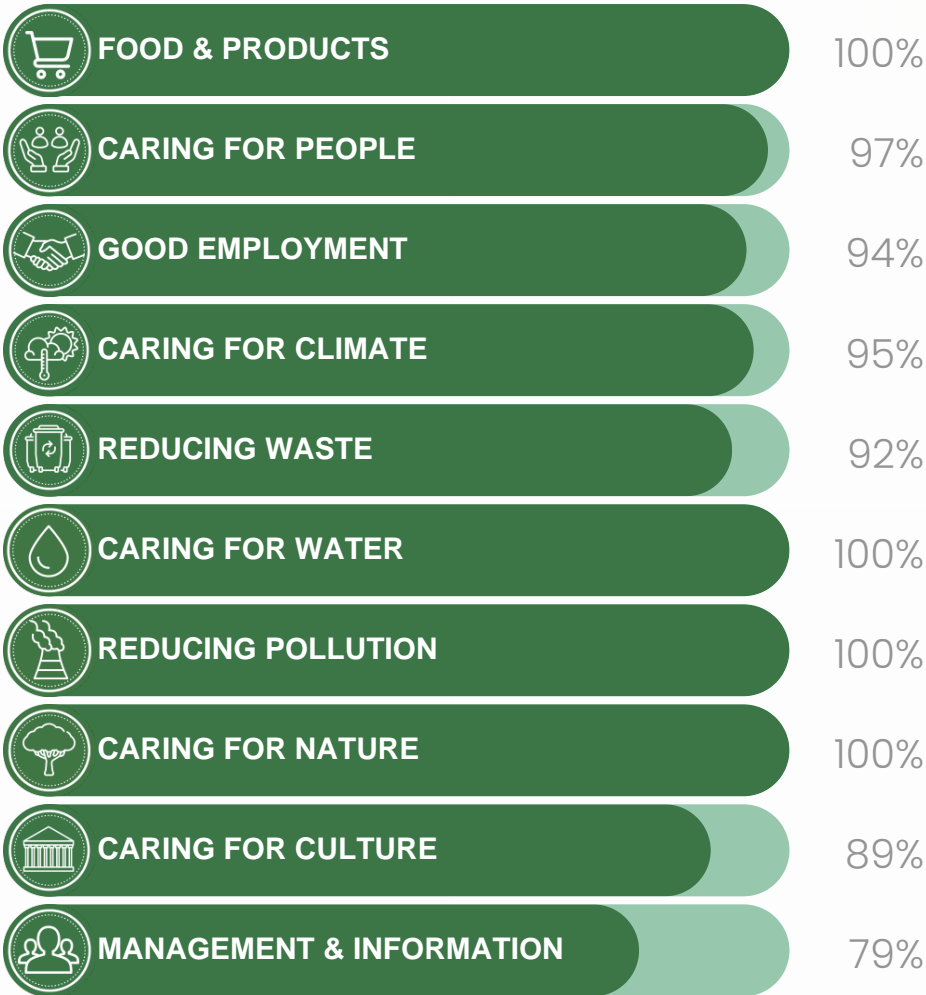 FOOD & PRODUCTS 100%
CARING FOR PEOPLE 97%
GOOD EMPLOYMENT 94%
CARING FOR CLIMATE 95%
REDUCING WASTE 92%
CARING FOR WATER 100%
REDUCING POLLUTION 100%
CARING FOR NATURE 100%
CARING FOR CULTURE 89%
MANAGEMENT & INFORMATION 79%